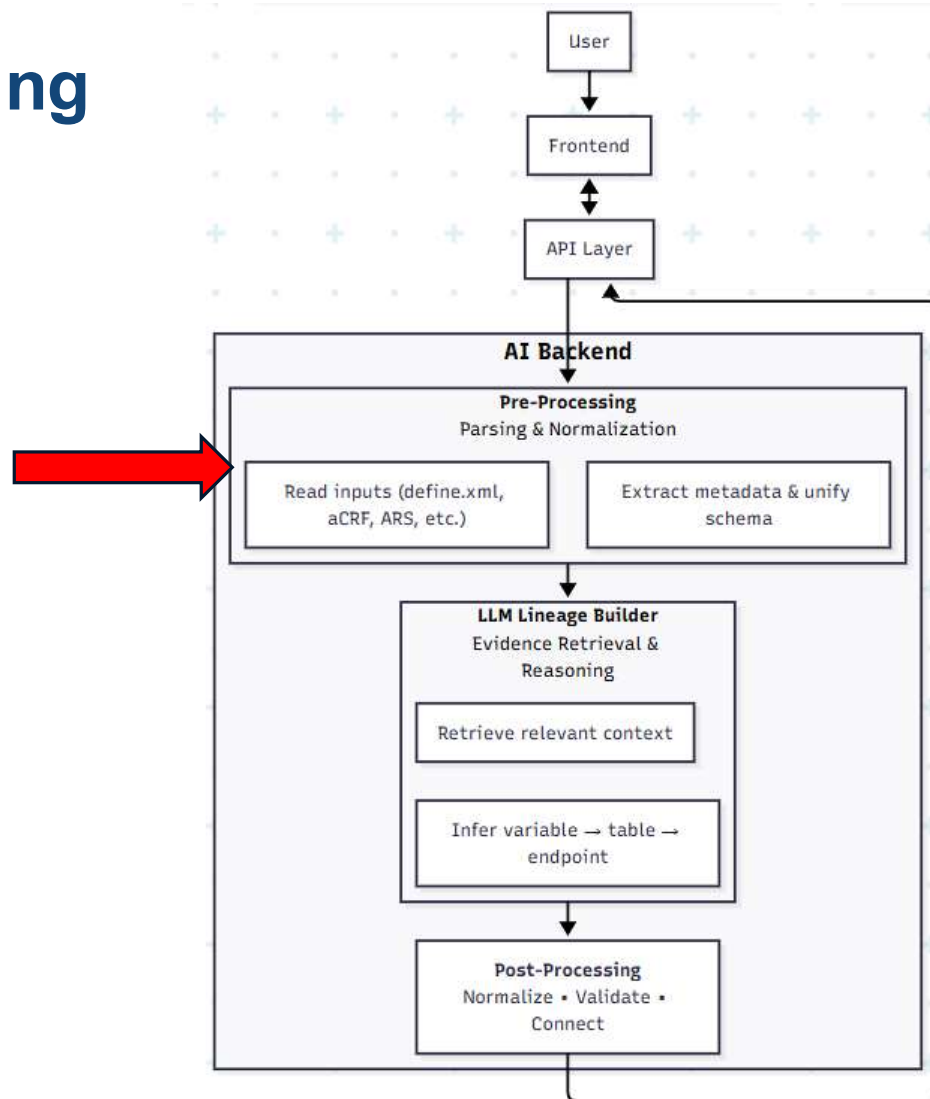 ng
User
Frontend
API Layer
AI Backend
Pre-Processing
Parsing & Normalization
Read inputs (define.xml,
aCRF, ARS, etc.)
Extract metadata & unify
schema
LLM Lineage Builder
Evidence Retrieval &
Reasoning
Retrieve relevant context
Infer variable → table →
endpoint
Post-Processing
Normalize • Validate •
Connect